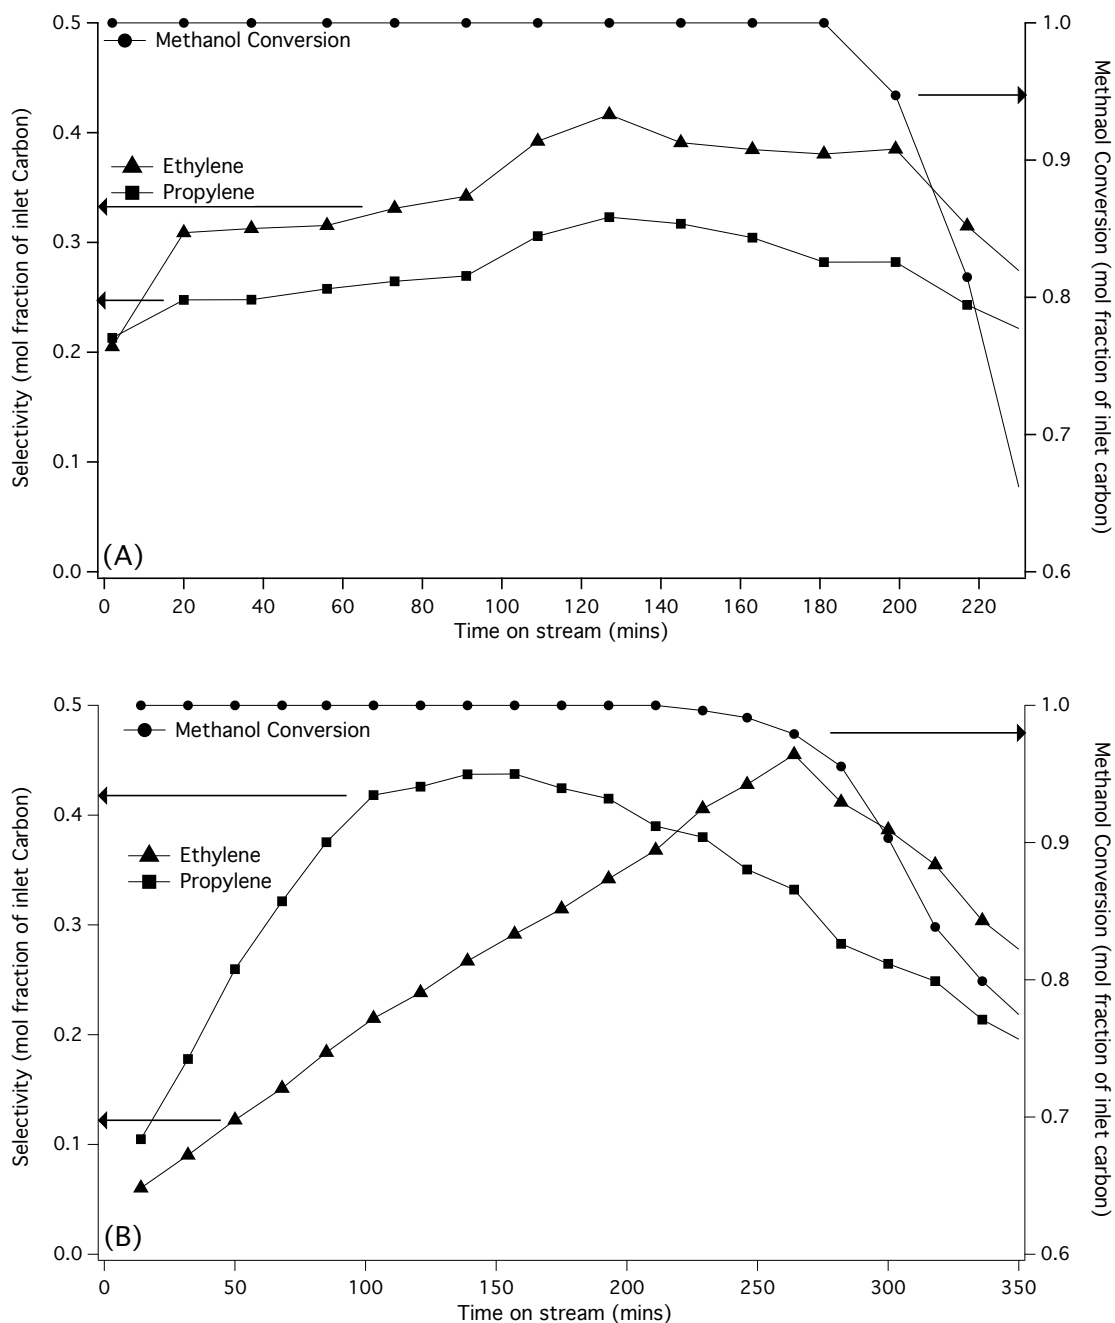 0.5
0.4
0.3
0.2
0.1
0.0
Selectivity (mol fraction of inlet Carbon)
Methanol Conversion
Ethylene
Propylene
(A)
1.0
0.9
0.8
0.7
0.6
Methnaol Conversion (mol fraction of inlet carbon)
0 20 40 60 80 100 120 140 160 180 200 220
Time on stream (mins)
0.5
0.4
0.3
0.2
0.1
0.0
Selectivity (mol fraction of inlet Carbon)
Methanol Conversion
Ethylene
Propylene
(B)
1.0
0.9
0.8
0.7
0.6
Methanol Conversion (mol fraction of inlet carbon)
0 50 100 150 200 250 300 350
Time on stream (mins)